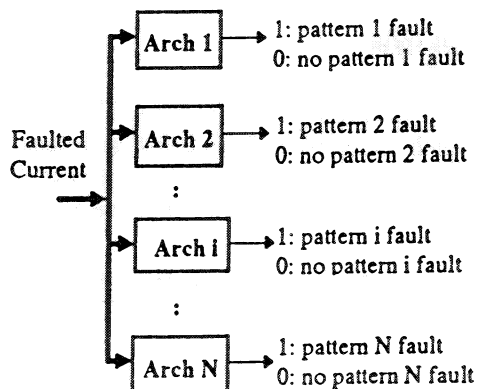 Arch 1
1: pattern 1 fault
0: no pattern 1 fault
Faulted
Current
Arch 2
1: pattern 2 fault
0: no pattern 2 fault
:
Arch i
1: pattern i fault
0: no pattern i fault
:
Arch N
1: pattern N fault
0: no pattern N fault